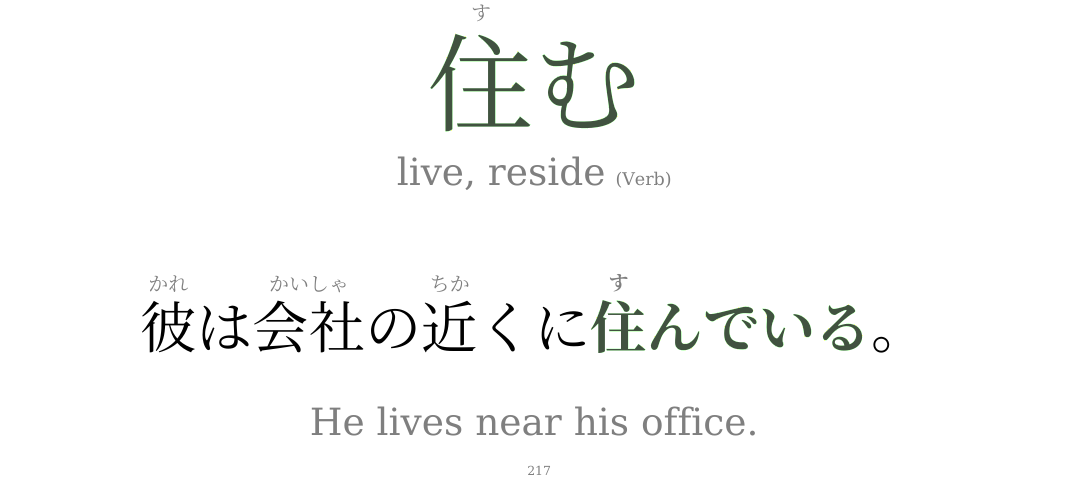 す
住む
live, reside (Verb)
かれ かいしゃ ちか す
彼は会社の近くに住んでいる。
He lives near his office.
217